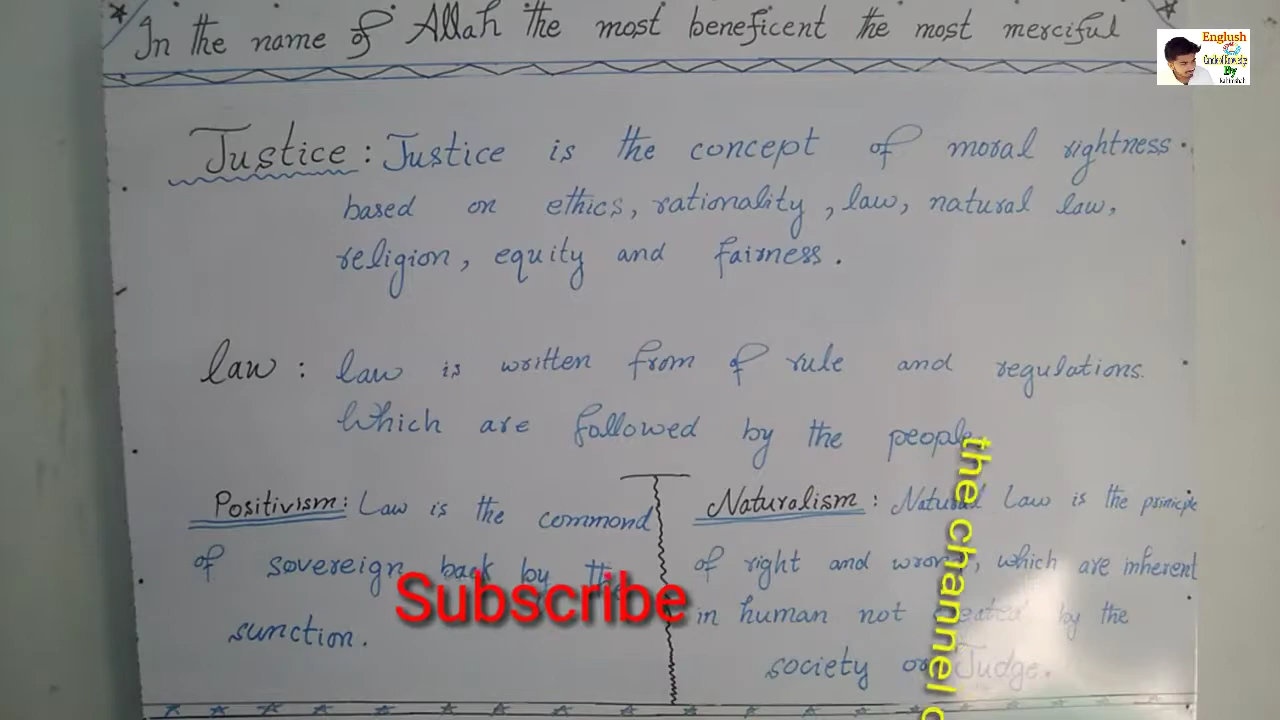 In the name of Allah the most beneficent the most merciful
Englush
By
Justice : Justice is the concept of moral rightness
based on ethics, rationality, law, natural law,
religion, equity and fairness.
law : law is written from of rule and regulations.
Which are followed by the people
Positivism : Law is the commond
of sovereign back by the
sunction.
Naturalism : Natural Law is the principle
of right and wrong, which are inherent
in human not created by the
society or Judge.
Subscribe
the channel